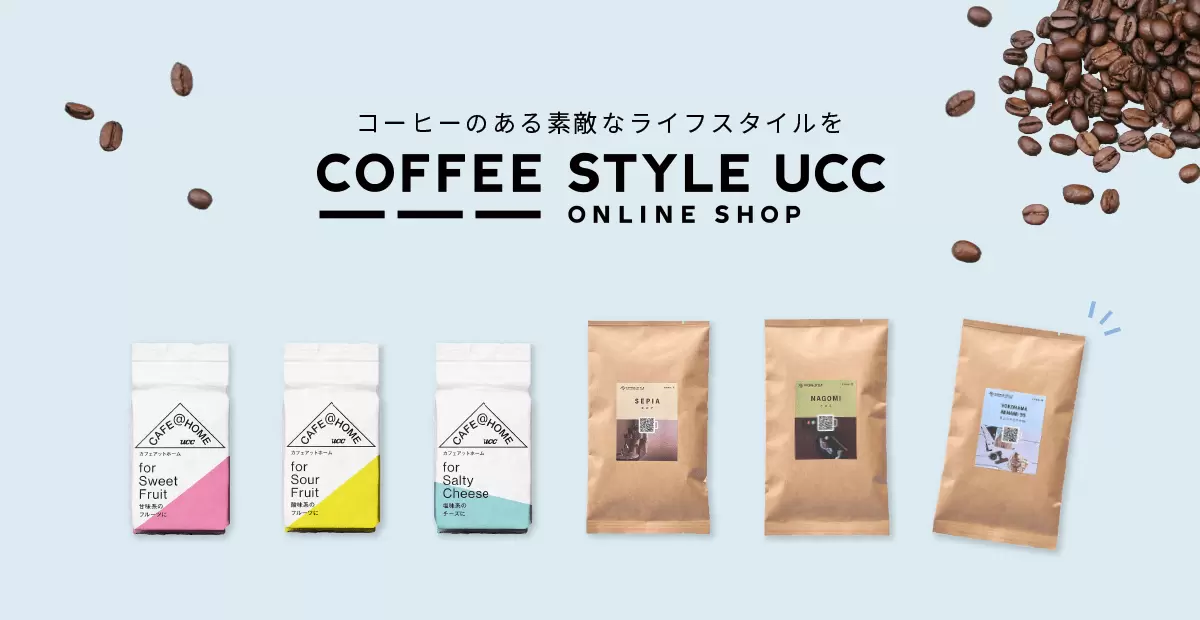 コーヒーのある素敵なライフスタイルを
COFFEE STYLE UCC
ONLINE SHOP
CAFE@HOME
ucc
カフェアットホーム
for
Sweet
Fruit
甘味系の
フルーツに
CAFE@HOME
ucc
カフェアットホーム
for
Sour
Fruit
酸味系の
フルーツに
CAFE@HOME
ucc
カフェアットホーム
for
Salty
Cheese
塩味系の
チーズに
SEPIA
NAGOMI
YOKOHAMA